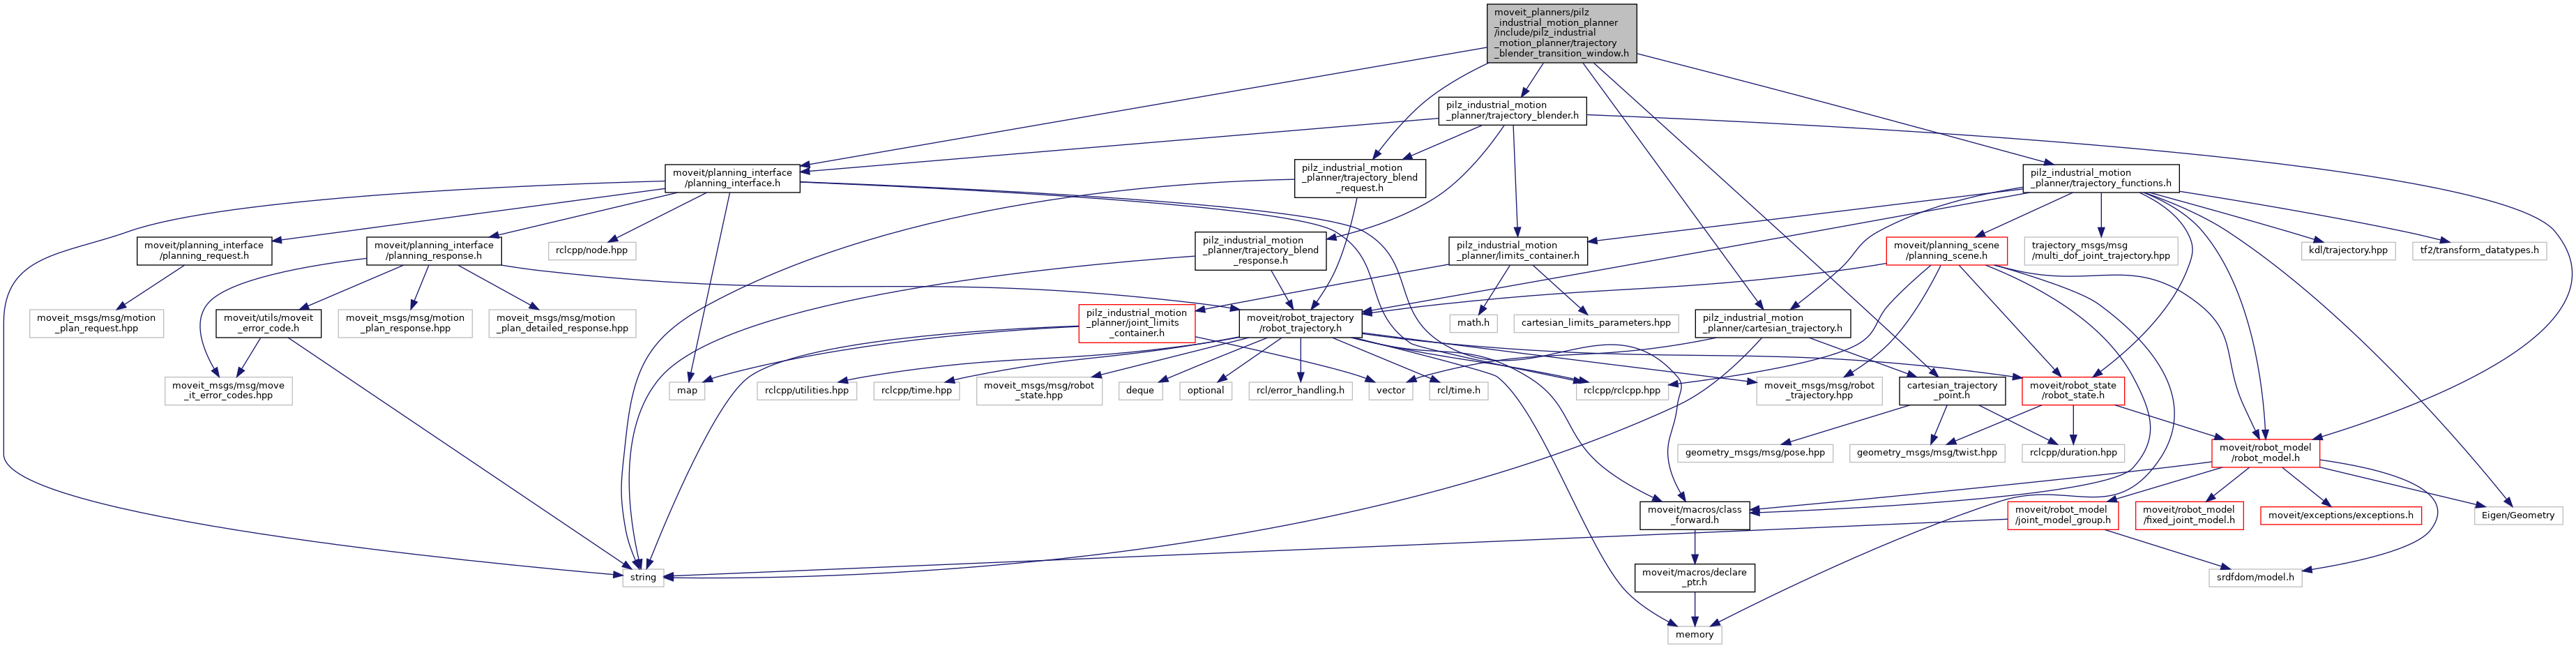 moveit_planners/pilz
_industrial_motion_planner
/include/pilz_industrial
_motion_planner/trajectory
_blender_transition_window.h
pilz_industrial_motion
_planner/trajectory_blender.h
moveit/planning_interface
/planning_interface.h
pilz_industrial_motion
_planner/trajectory_blend
_request.h
pilz_industrial_motion
_planner/trajectory_functions.h
moveit/planning_interface
/planning_request.h
moveit/planning_interface
/planning_response.h
rclcpp/node.hpp
pilz_industrial_motion
_planner/trajectory_blend
_response.h
pilz_industrial_motion
_planner/limits_container.h
moveit/planning_scene
/planning_scene.h
trajectory_msgs/msg
/multi_dof_joint_trajectory.hpp
kdl/trajectory.hpp
tf2/transform_datatypes.h
moveit_msgs/msg/motion
_plan_request.hpp
moveit/utils/moveit
_error_code.h
moveit_msgs/msg/motion
_plan_response.hpp
moveit_msgs/msg/motion
_plan_detailed_response.hpp
pilz_industrial_motion
_planner/joint_limits
_container.h
moveit/robot_trajectory
/robot_trajectory.h
math.h
cartesian_limits_parameters.hpp
pilz_industrial_motion
_planner/cartesian_trajectory.h
moveit_msgs/msg/move
_it_error_codes.hpp
map
rclcpp/utilities.hpp
rclcpp/time.hpp
moveit_msgs/msg/robot
_state.hpp
deque
optional
rcl/error_handling.h
vector
rcl/time.h
rclcpp/rclcpp.hpp
moveit_msgs/msg/robot
_trajectory.hpp
cartesian_trajectory
_point.h
moveit/robot_state
/robot_state.h
geometry_msgs/msg/pose.hpp
geometry_msgs/msg/twist.hpp
rclcpp/duration.hpp
moveit/robot_model
/robot_model.h
moveit/macros/class
_forward.h
moveit/robot_model
/joint_model_group.h
moveit/robot_model
/fixed_joint_model.h
moveit/exceptions/exceptions.h
Eigen/Geometry
string
moveit/macros/declare
_ptr.h
srdfdom/model.h
memory